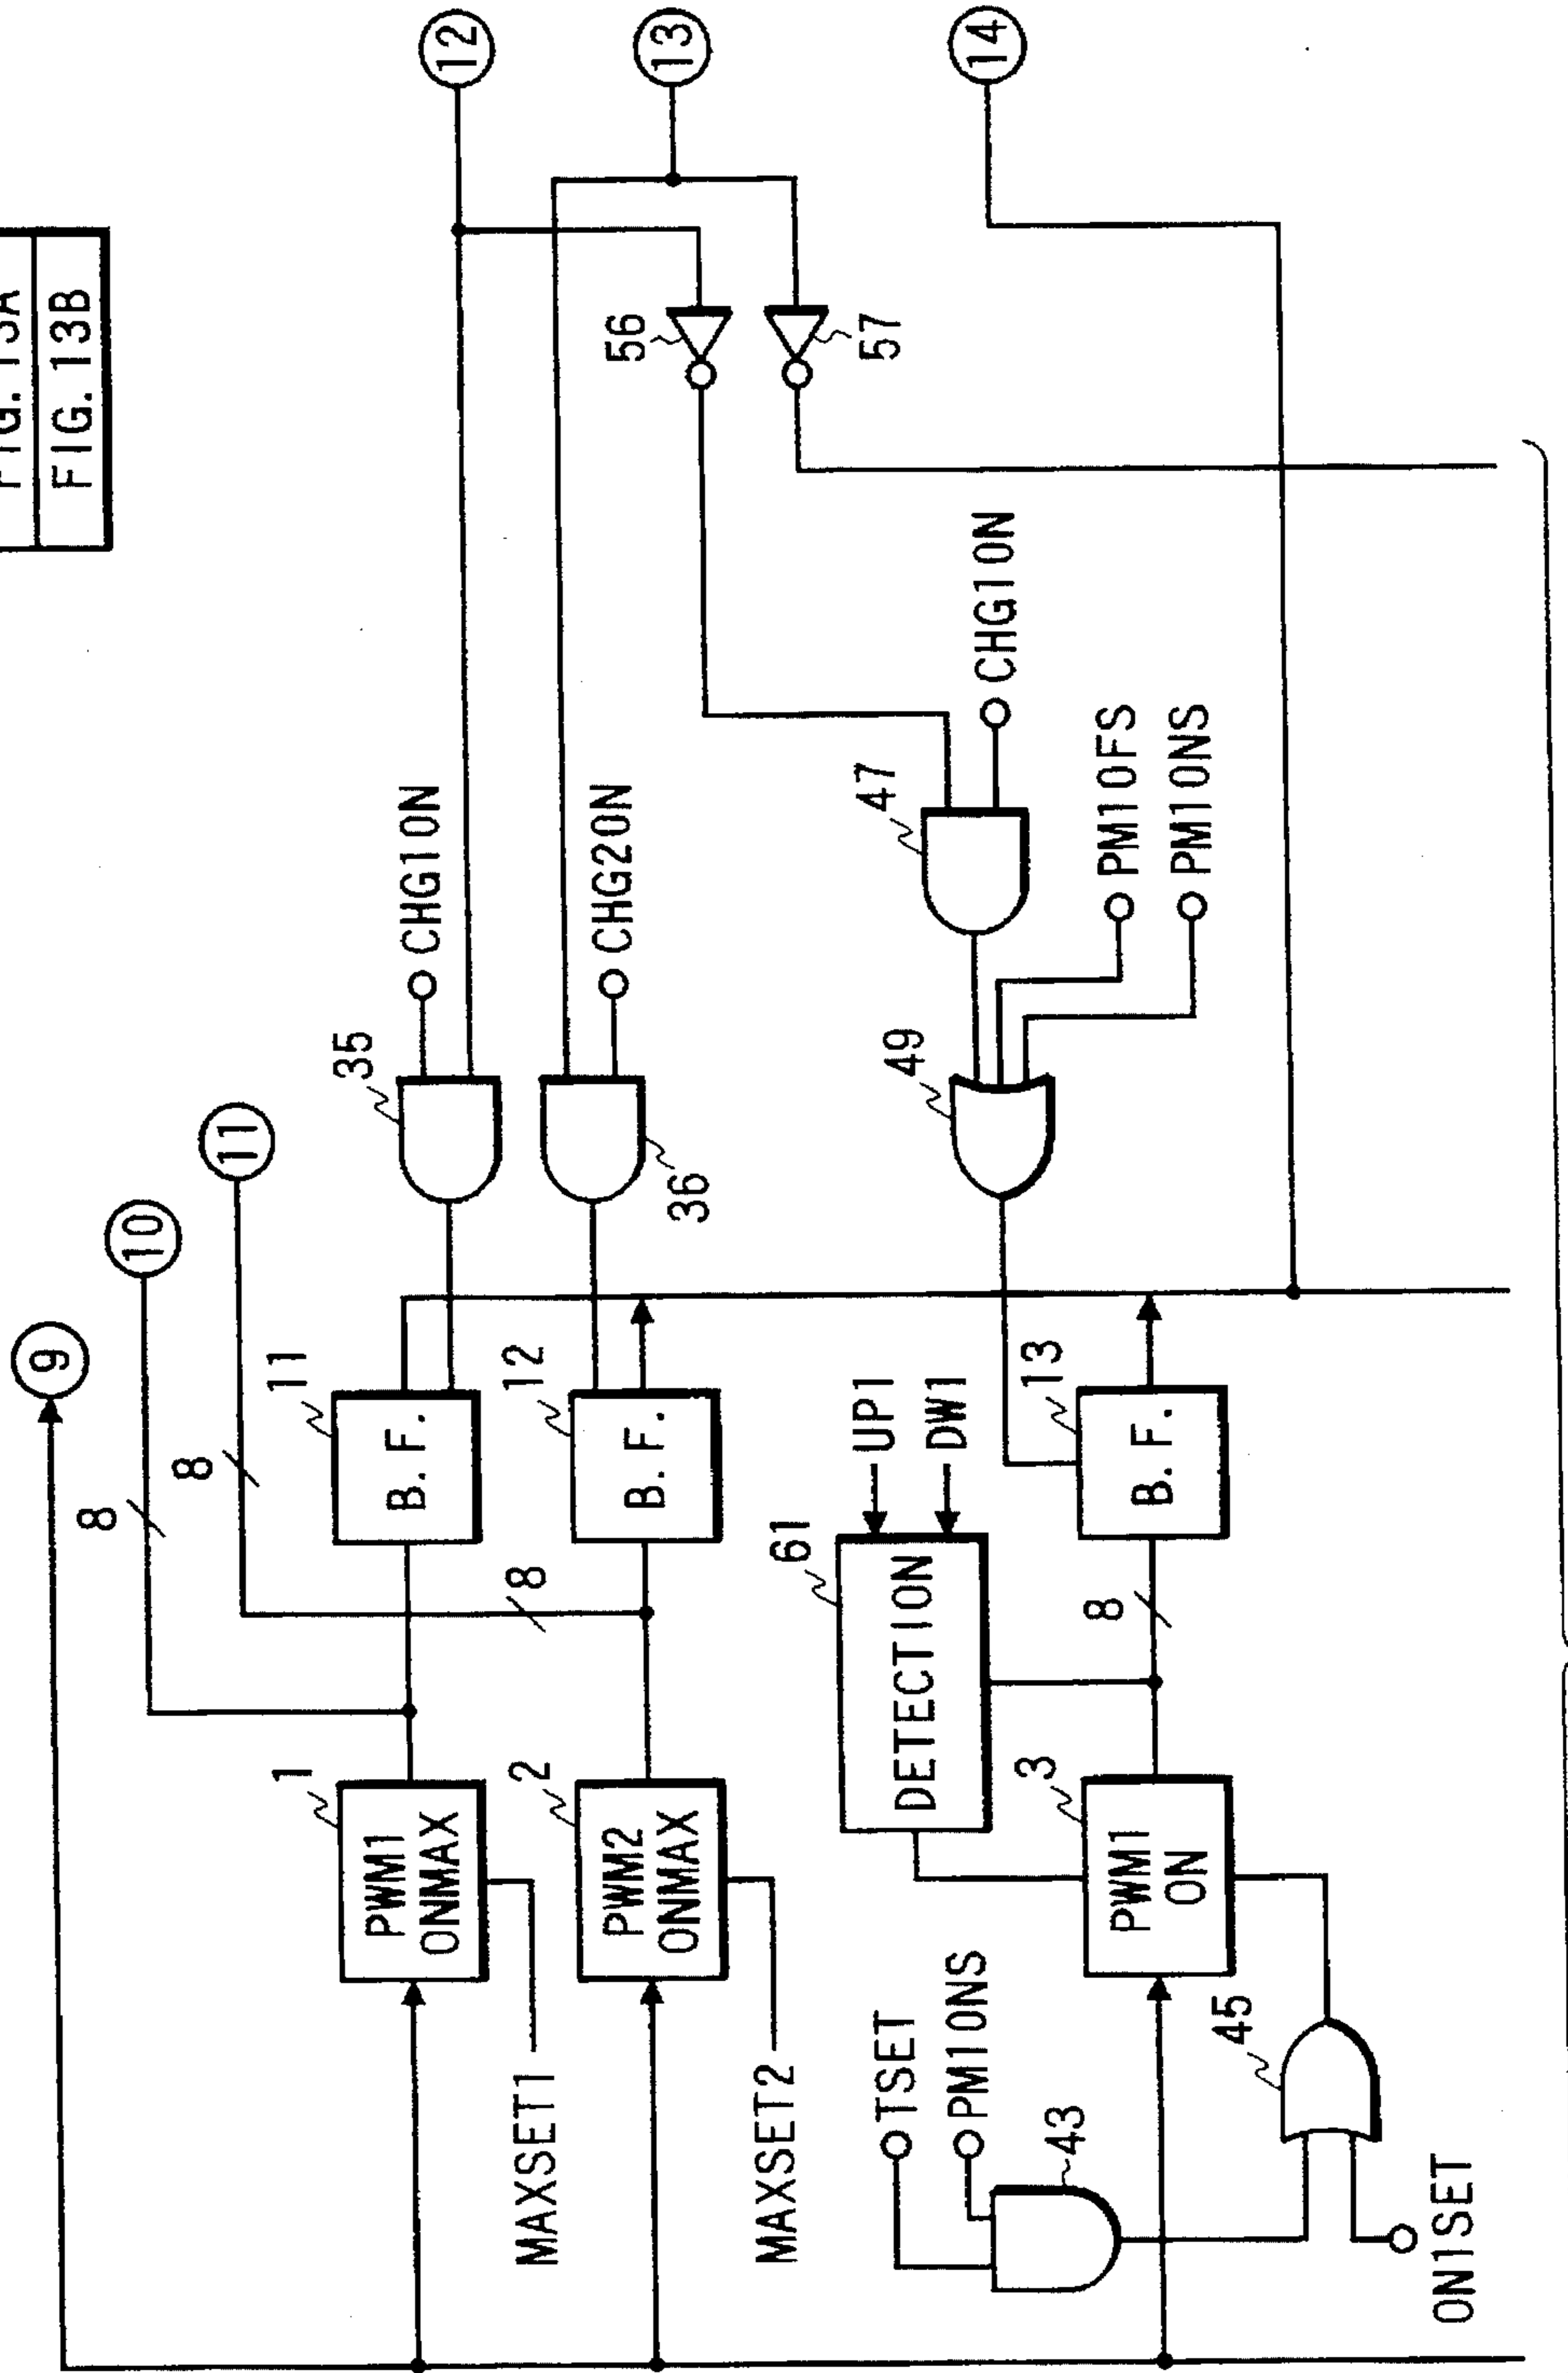 FIG. 13A
FIG. 13B
9
10
11
12
13
14
8
8
1
PWM1
ONMAX
MAXSET1
11
B. F.
35
CHG1ON
2
PWM2
ONMAX
MAXSET2
8
12
B. F.
36
CHG2ON
56
57
61
DETECTION
UP1
DW1
TSET
PM1ONS
43
3
PWM1
ON
45
ON1SET
8
13
B. F.
49
47
CHG1ON
PM1OFS
PM1ONS